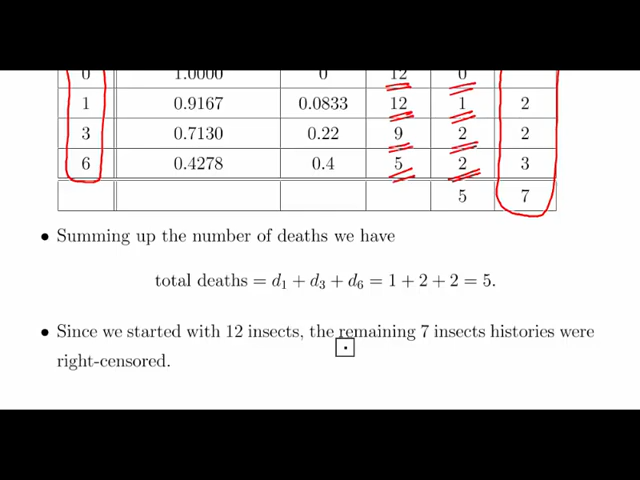 0 1.0000 0 12 0
1 0.9167 0.0833 12 1 2
3 0.7130 0.22 9 2 2
6 0.4278 0.4 5 2 3
5 7
• Summing up the number of deaths we have
total deaths = d₁ + d₃ + d₆ = 1 + 2 + 2 = 5.
• Since we started with 12 insects, the remaining 7 insects histories were
right-censored.